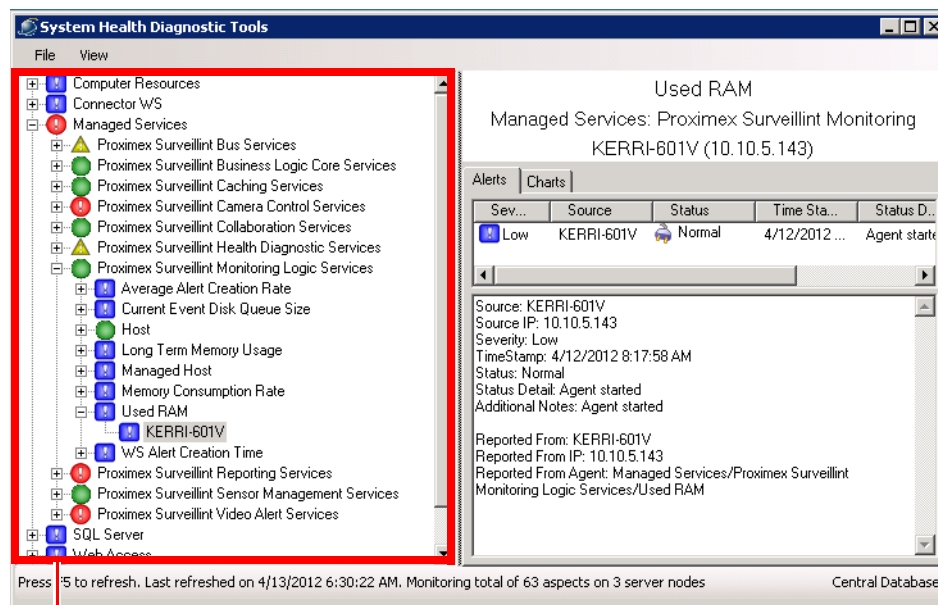 System Health Diagnostic Tools
File View
Computer Resources
Connector WS
Managed Services
Proximex Surveillint Bus Services
Proximex Surveillint Business Logic Core Services
Proximex Surveillint Caching Services
Proximex Surveillint Camera Control Services
Proximex Surveillint Collaboration Services
Proximex Surveillint Health Diagnostic Services
Proximex Surveillint Monitoring Logic Services
Average Alert Creation Rate
Current Event Disk Queue Size
Host
Long Term Memory Usage
Managed Host
Memory Consumption Rate
Used RAM
KERRI-601V
WS Alert Creation Time
Proximex Surveillint Reporting Services
Proximex Surveillint Sensor Management Services
Proximex Surveillint Video Alert Services
SQL Server
Web Access
Used RAM
Managed Services: Proximex Surveillint Monitoring
KERRI-601V (10.10.5.143)
Alerts Charts
Sev... Source Status Time Sta... Status D..
Low KERRI-601V Normal 4/12/2012 ... Agent starte
Source: KERRI-601V
Source IP: 10.10.5.143
Severity: Low
TimeStamp: 4/12/2012 8:17:58 AM
Status: Normal
Status Detail: Agent started
Additional Notes: Agent started
Reported From: KERRI-601V
Reported From IP: 10.10.5.143
Reported From Agent: Managed Services/Proximex Surveillint
Monitoring Logic Services/Used RAM
Press F5 to refresh. Last refreshed on 4/13/2012 6:30:22 AM. Monitoring total of 63 aspects on 3 server nodes Central Database